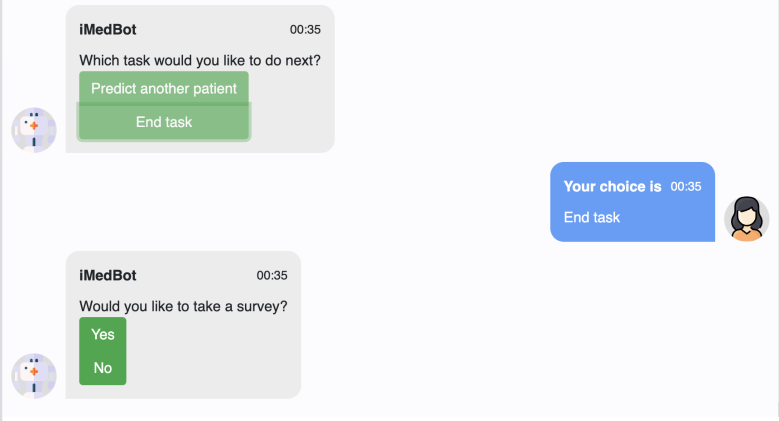 iMedBot 00:35
Which task would you like to do next?
Predict another patient
End task
Your choice is 00:35
End task
iMedBot 00:35
Would you like to take a survey?
Yes
No